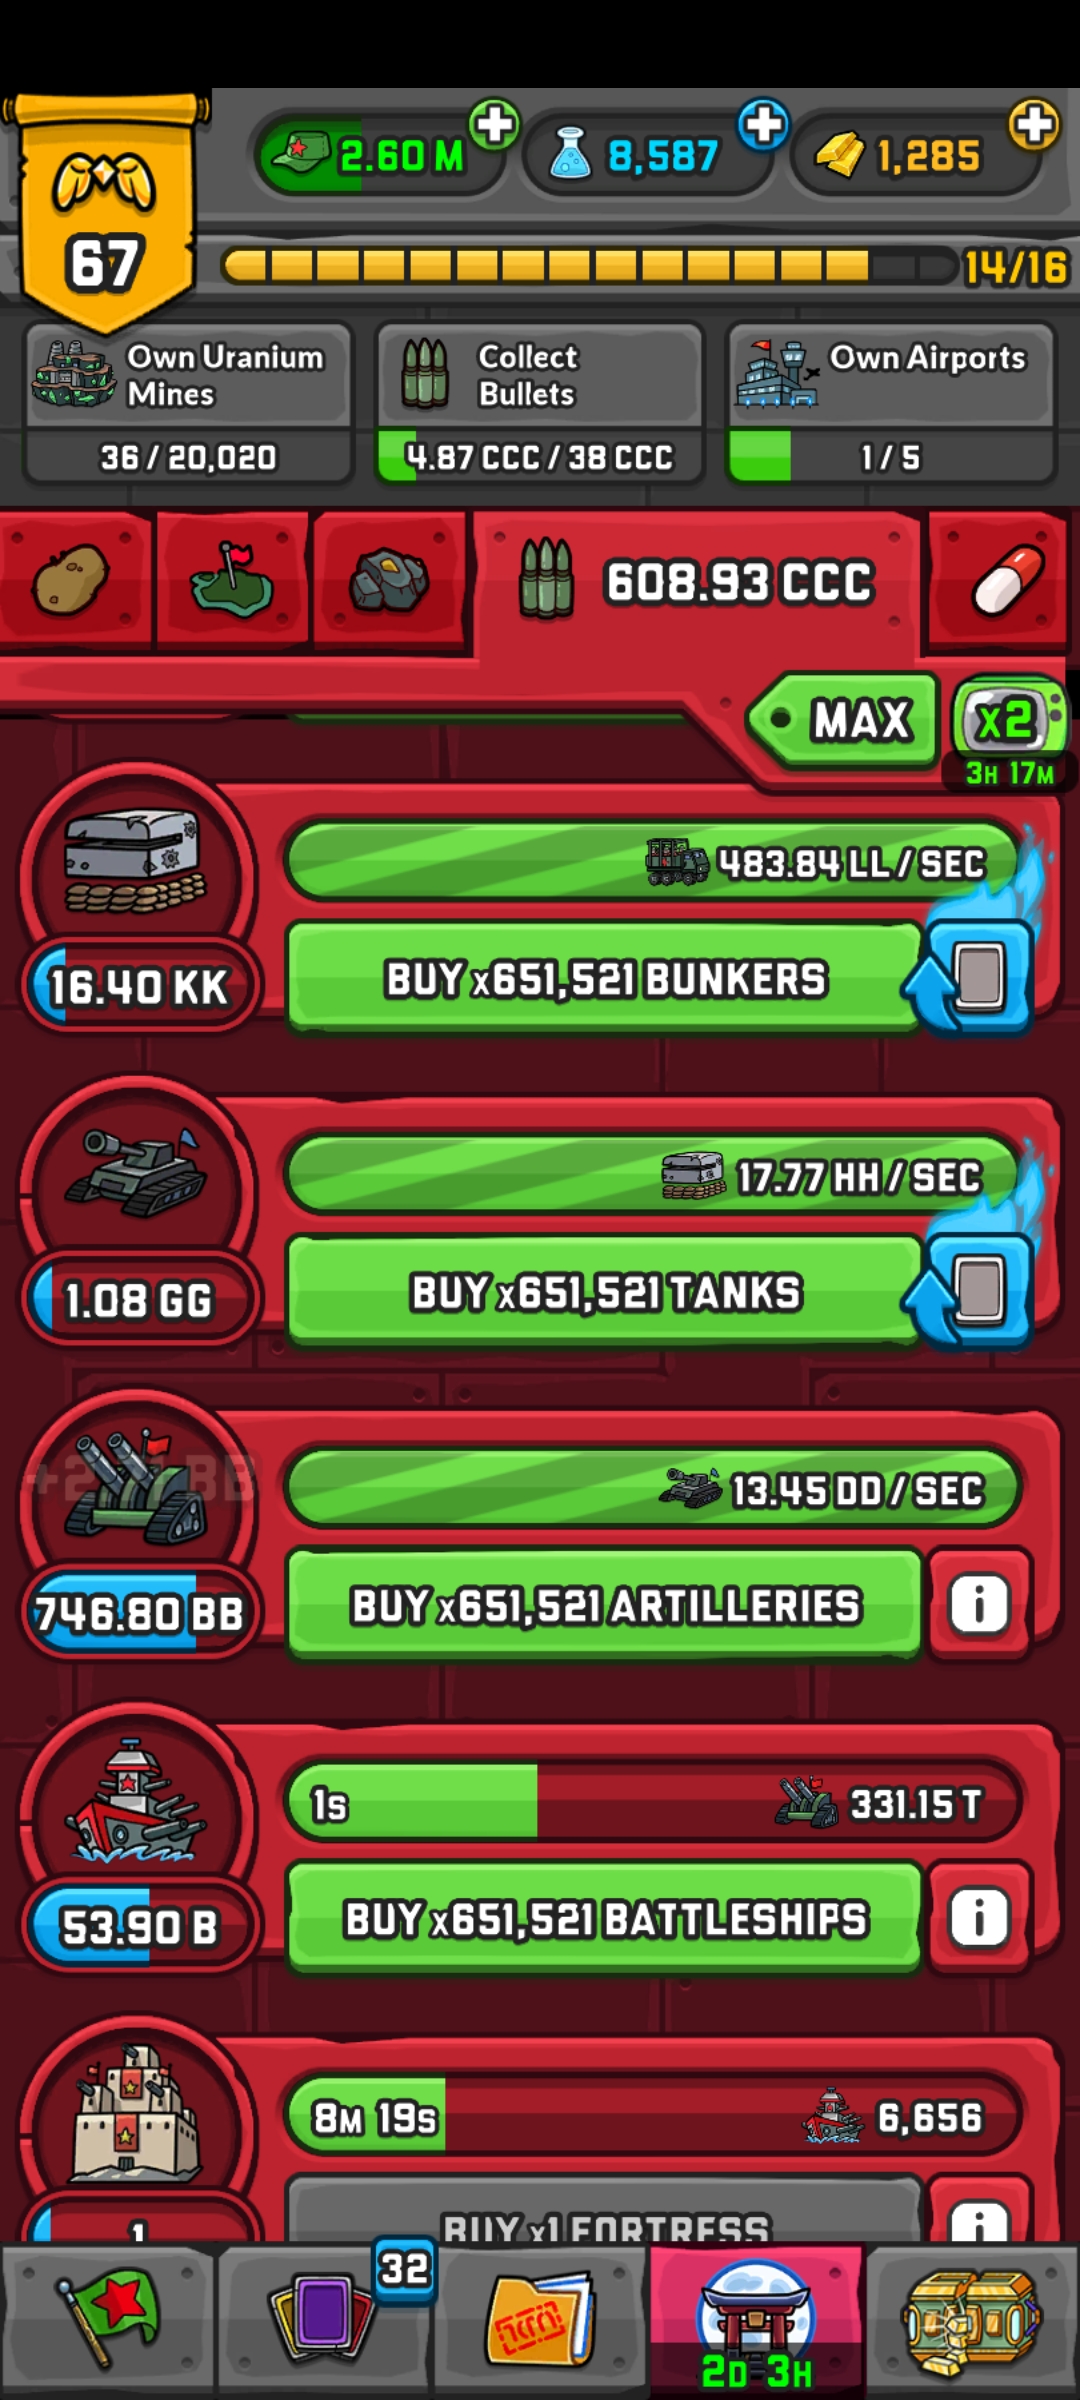 2.60 M
8,587
1,285
67
14/16
Own Uranium
Mines
36 / 20,020
Collect
Bullets
4.87 CCC / 38 CCC
Own Airports
1 / 5
608.93 CCC
MAX
x2
3H 17M
483.84 LL / SEC
16.40 KK
BUY x651,521 BUNKERS
17.77 HH / SEC
1.08 GG
BUY x651,521 TANKS
13.45 DD / SEC
746.80 BB
BUY x651,521 ARTILLERIES
i
1s
331.15 T
53.90 B
BUY x651,521 BATTLESHIPS
i
8M 19s
6,656
1
BUY x1 FORTRESS
i
32
2D 3H